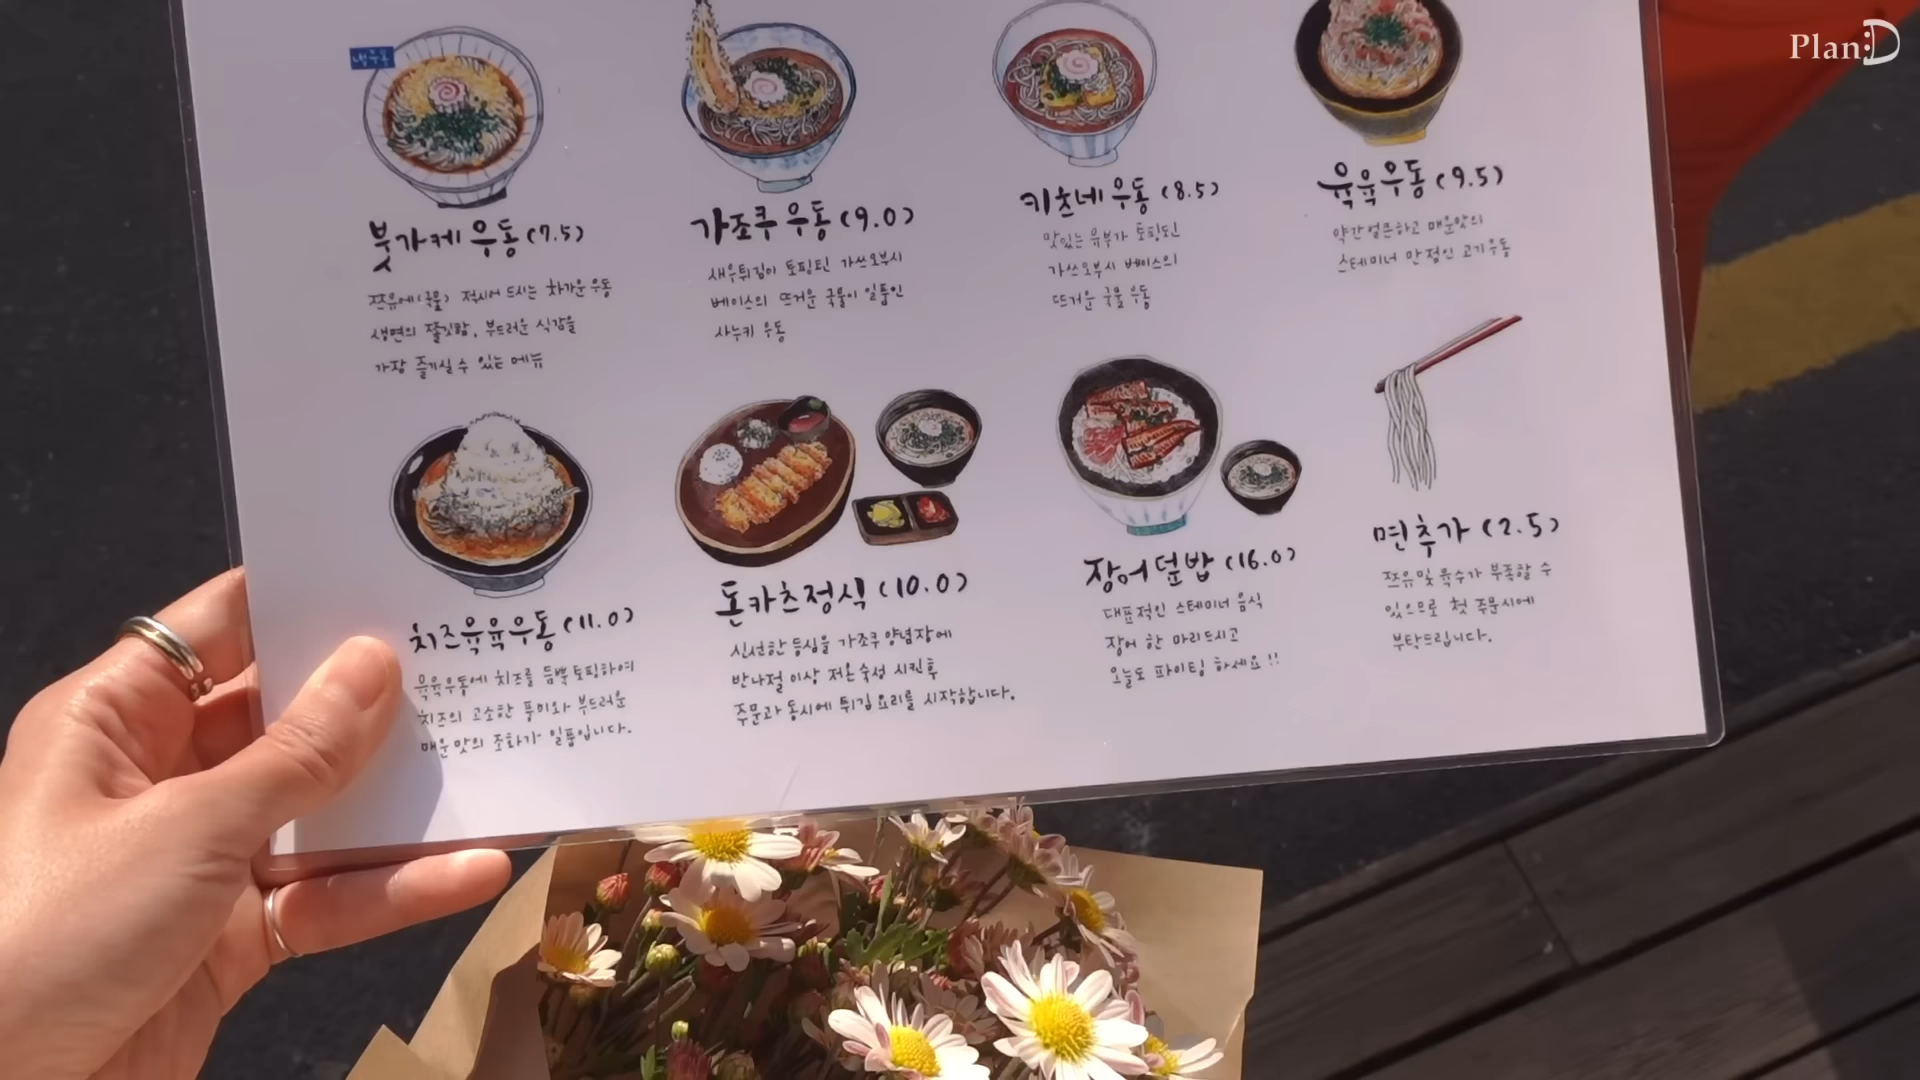 Plan:D
냉우동
붓가케우동 (7.5)
쯔유에(국물) 적시어 드시는 차가운 우동
생면의 쫄깃함, 부드러운 식감을
가장 즐기실 수 있는 메뉴
가조쿠 우동 (9.0)
새우튀김이 토핑된 가쓰오부시
베이스의 뜨거운 국물이 일품인
사누키 우동
키츠네 우동 (8.5)
맛있는 유부가 토핑된
가쓰오부시 베이스의
뜨거운 국물 우동
육육우동 (9.5)
약간 얼큰하고 매운맛의
스테미너 만점인 고기우동
치즈육육우동 (11.0)
육육우동에 치즈를 듬뿍 토핑하여
치즈의 고소한 풍미와 부드러운
매운 맛의 조화가 일품입니다.
돈카츠정식 (10.0)
신선한 등심을 가조쿠 양념장에
반나절 이상 저온숙성 시킨후
주문과 동시에 튀김 요리를 시작합니다.
장어덮밥 (16.0)
대표적인 스테미너 음식
장어 한 마리드시고
오늘도 파이팅 하세요!!
면추가 (2.5)
쯔유 및 육수가 부족할 수
있으므로 첫 주문시에
부탁드립니다.